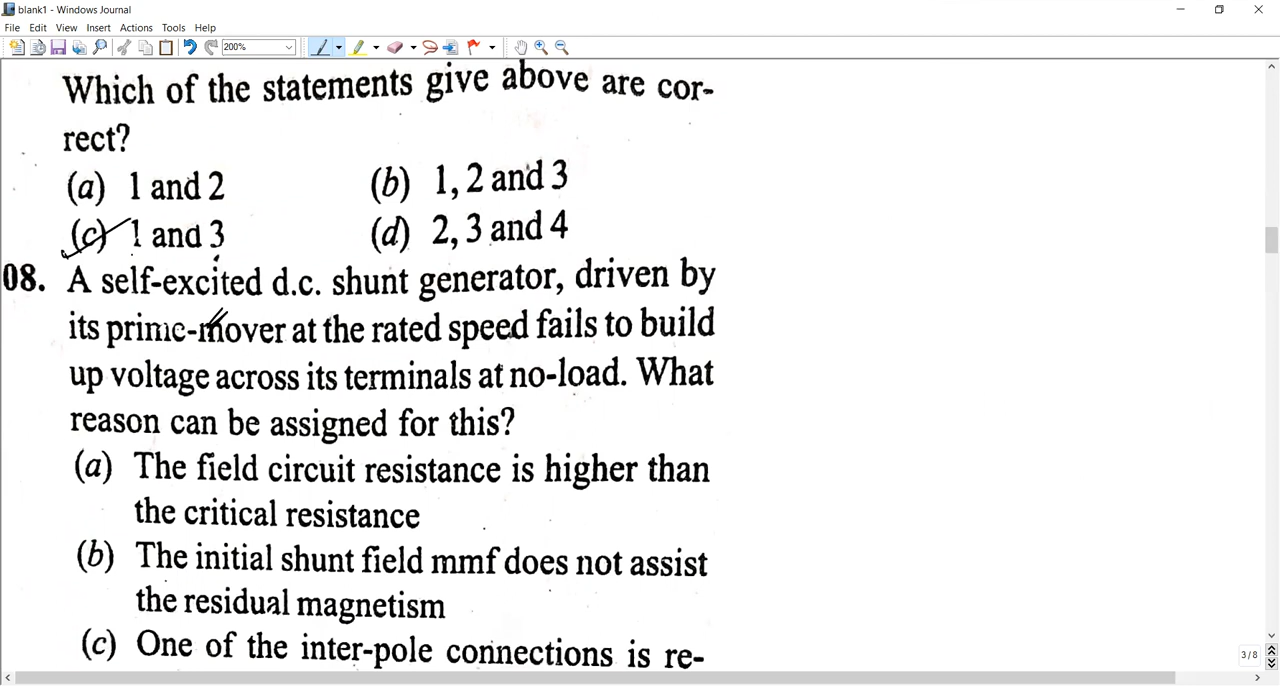 blank1 - Windows Journal
File Edit View Insert Actions Tools Help
200%
Which of the statements give above are cor-
rect?
(a) 1 and 2 (b) 1, 2 and 3
(c) 1 and 3 (d) 2, 3 and 4
08. A self-excited d.c. shunt generator, driven by
its prime-mover at the rated speed fails to build
up voltage across its terminals at no-load. What
reason can be assigned for this?
(a) The field circuit resistance is higher than
the critical resistance
(b) The initial shunt field mmf does not assist
the residual magnetism
(c) One of the inter-pole connections is re-
3/8